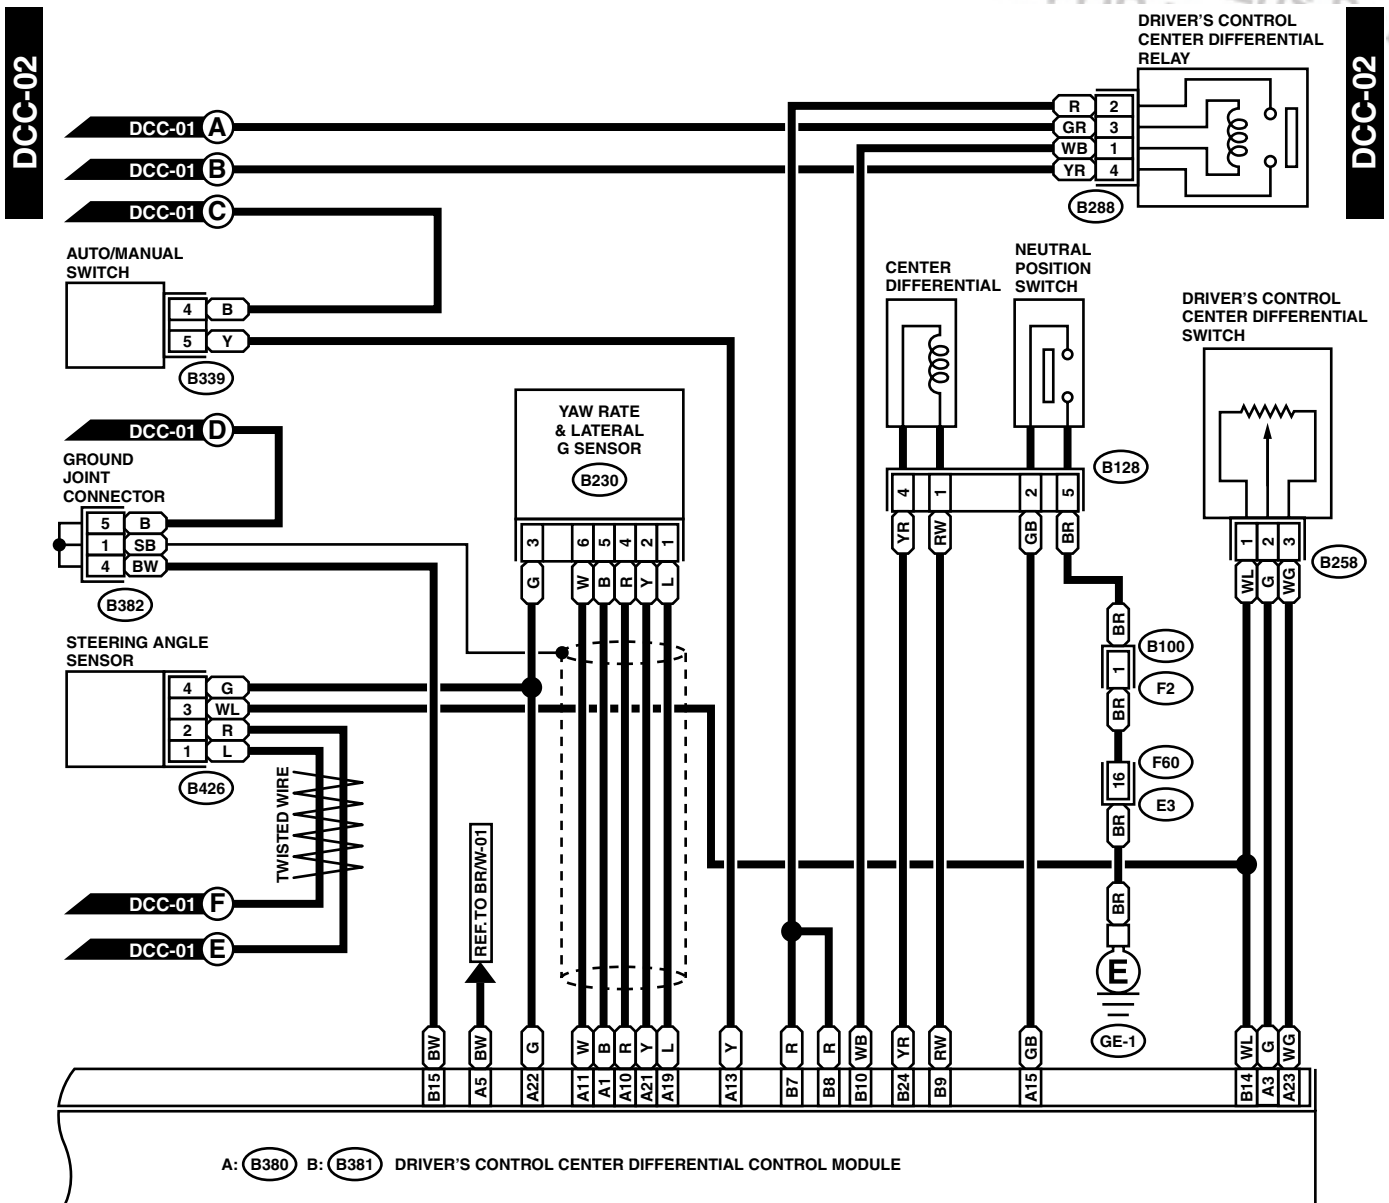 DCC-02
DCC-02
DRIVER'S CONTROL
CENTER DIFFERENTIAL
RELAY
DCC-01 A
DCC-01 B
DCC-01 C
R 2
GR 3
WB 1
YR 4
B288
AUTO/MANUAL
SWITCH
4 B
5 Y
B339
CENTER
DIFFERENTIAL
NEUTRAL
POSITION
SWITCH
DRIVER'S CONTROL
CENTER DIFFERENTIAL
SWITCH
DCC-01 D
GROUND
JOINT
CONNECTOR
5 B
1 SB
4 BW
B382
YAW RATE
& LATERAL
G SENSOR
B230
3 6 5 4 2 1
G W B R Y L
B128
4 1 2 5
YR RW GB BR
1 2 3
B258
WL G WG
STEERING ANGLE
SENSOR
4 G
3 WL
2 R
1 L
B426
TWISTED WIRE
BR
B100
1
F2
BR
F60
16
E3
BR
BR
E
GE-1
DCC-01 F
DCC-01 E
REF. TO BR/W-01
BW BW G W B R Y L Y R R WB YR RW GB WL G WG
B15 A5 A22 A11 A1 A10 A21 A19 A13 B7 B8 B10 B24 B9 A15 B14 A3 A23
A: B380 B: B381 DRIVER'S CONTROL CENTER DIFFERENTIAL CONTROL MODULE